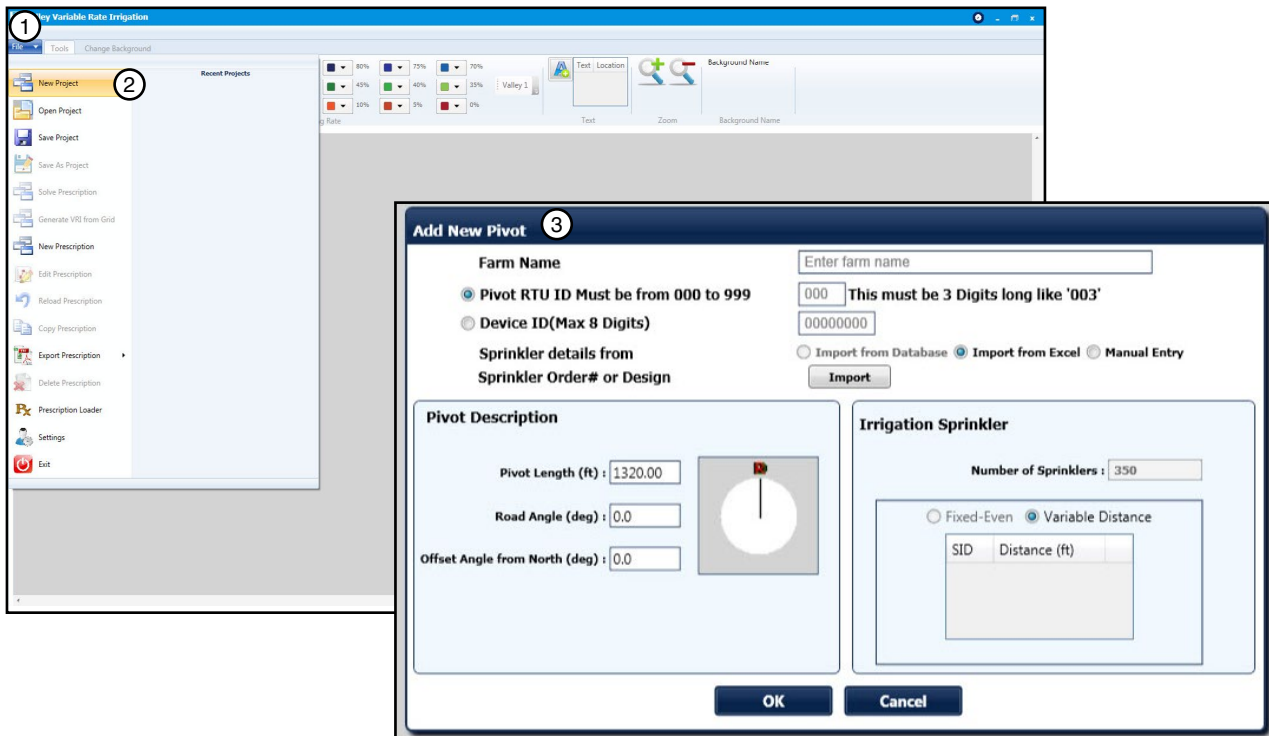 1
ley Variable Rate Irrigation
File Tools Change Background
2
New Project
Open Project
Save Project
Save As Project
Solve Prescription
Generate VRI from Grid
New Prescription
Edit Prescription
Reload Prescription
Copy Prescription
Export Prescription
Delete Prescription
Prescription Loader
Settings
Exit
Recent Projects
80% 75% 70%
45% 40% 35%
10% 5% 0%
g Rate
Valley 1
Text Location
Text
Zoom
Background Name
Background Name
Add New Pivot 3
Farm Name Enter farm name
Pivot RTU ID Must be from 000 to 999 000 This must be 3 Digits long like '003'
Device ID(Max 8 Digits) 00000000
Sprinkler details from Import from Database Import from Excel Manual Entry
Sprinkler Order# or Design Import
Pivot Description
Pivot Length (ft) : 1320.00
Road Angle (deg) : 0.0
Offset Angle from North (deg) : 0.0
Irrigation Sprinkler
Number of Sprinklers : 350
Fixed-Even Variable Distance
SID Distance (ft)
OK Cancel